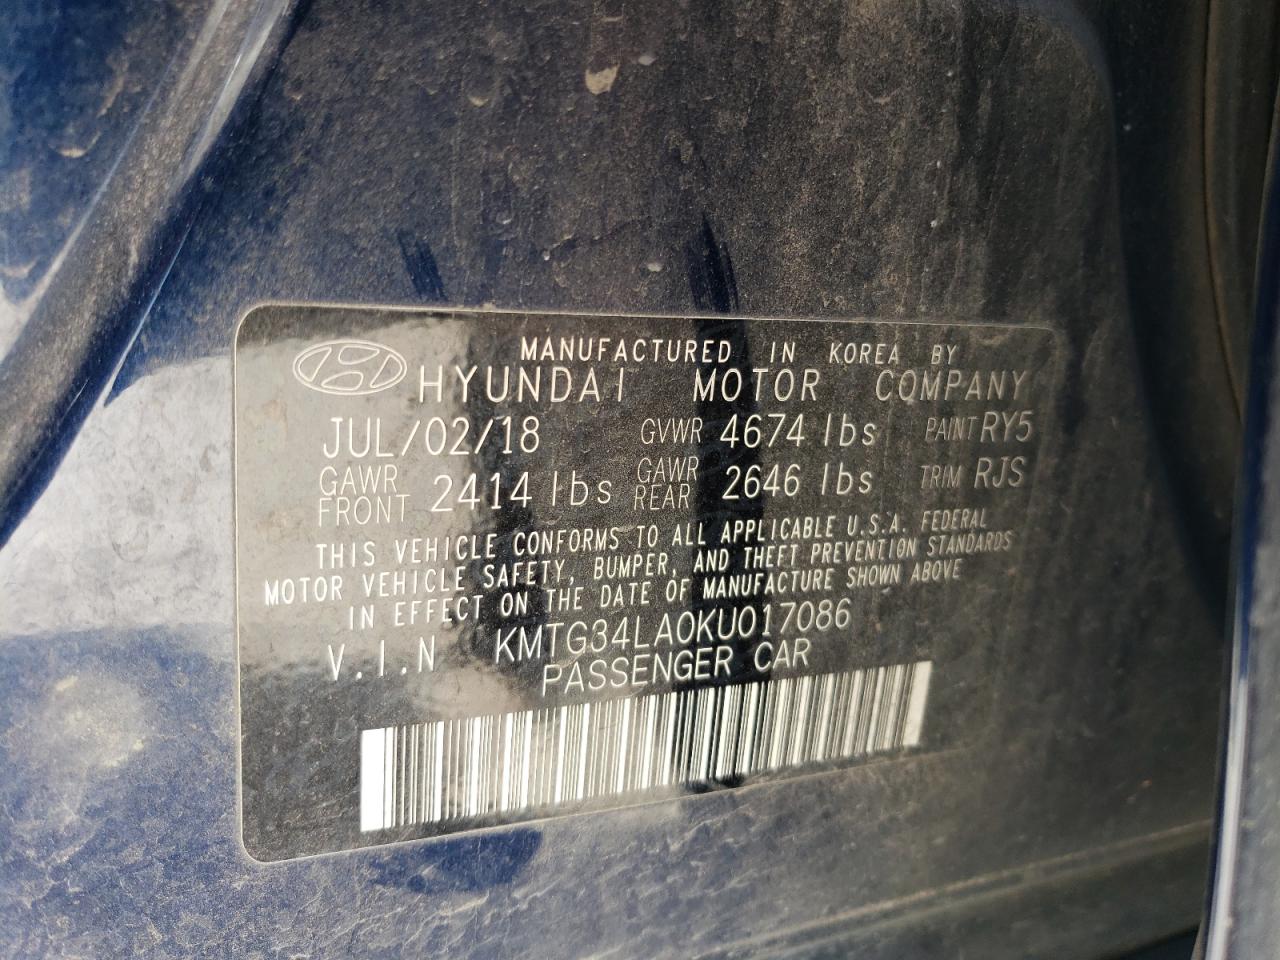 MANUFACTURED IN KOREA BY
HYUNDAI MOTOR COMPANY
JUL/02/18 GVWR 4674 lbs PAINT RY5
GAWR FRONT 2414 lbs GAWR REAR 2646 lbs TRIM RJS
THIS VEHICLE CONFORMS TO ALL APPLICABLE U.S.A. FEDERAL
MOTOR VEHICLE SAFETY, BUMPER, AND THEFT PREVENTION STANDARDS
IN EFFECT ON THE DATE OF MANUFACTURE SHOWN ABOVE
V.I.N KMTG34LA0KU017086
PASSENGER CAR